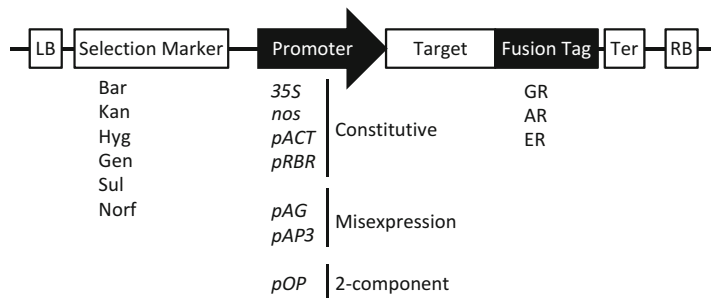 LB Selection Marker Promoter Target Fusion Tag Ter RB
Bar
Kan
Hyg
Gen
Sul
Norf
35S
nos
pACT
pRBR
Constitutive
pAG
pAP3
Misexpression
pOP
2-component
GR
AR
ER